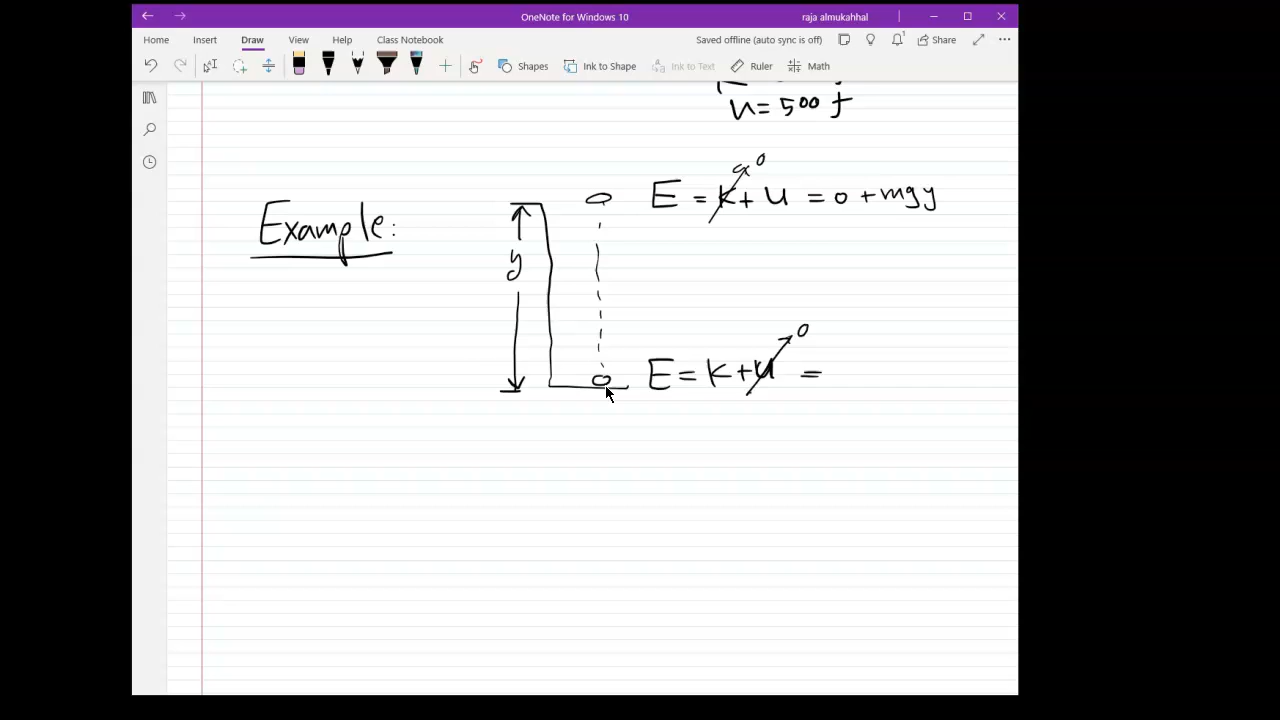 OneNote for Windows 10
raja almukahhal
Home Insert Draw View Help Class Notebook
Saved offline (auto sync is off)
1
Share
Shapes
Ink to Shape
Ink to Text
Ruler
Math
u = 500 J
Example:
y
E = K + U = 0 + mgy
0
E = K + U =
0